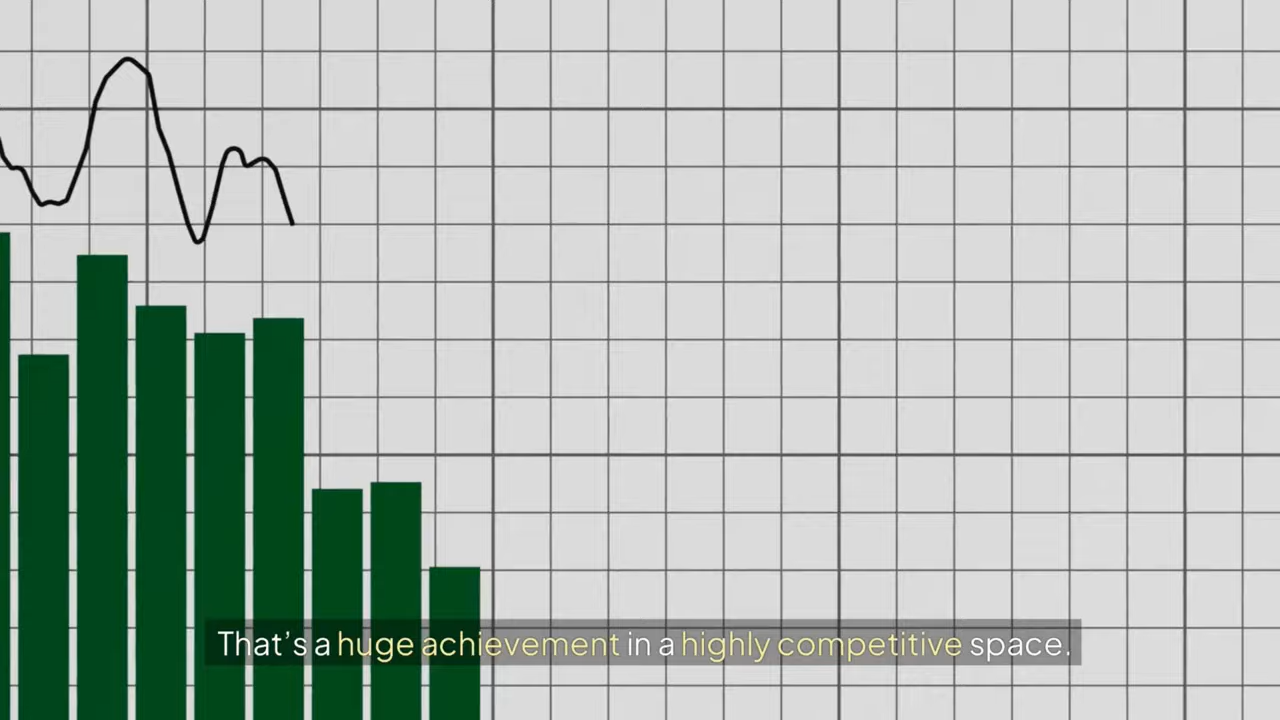 That’s a huge achievement in a highly competitive space.